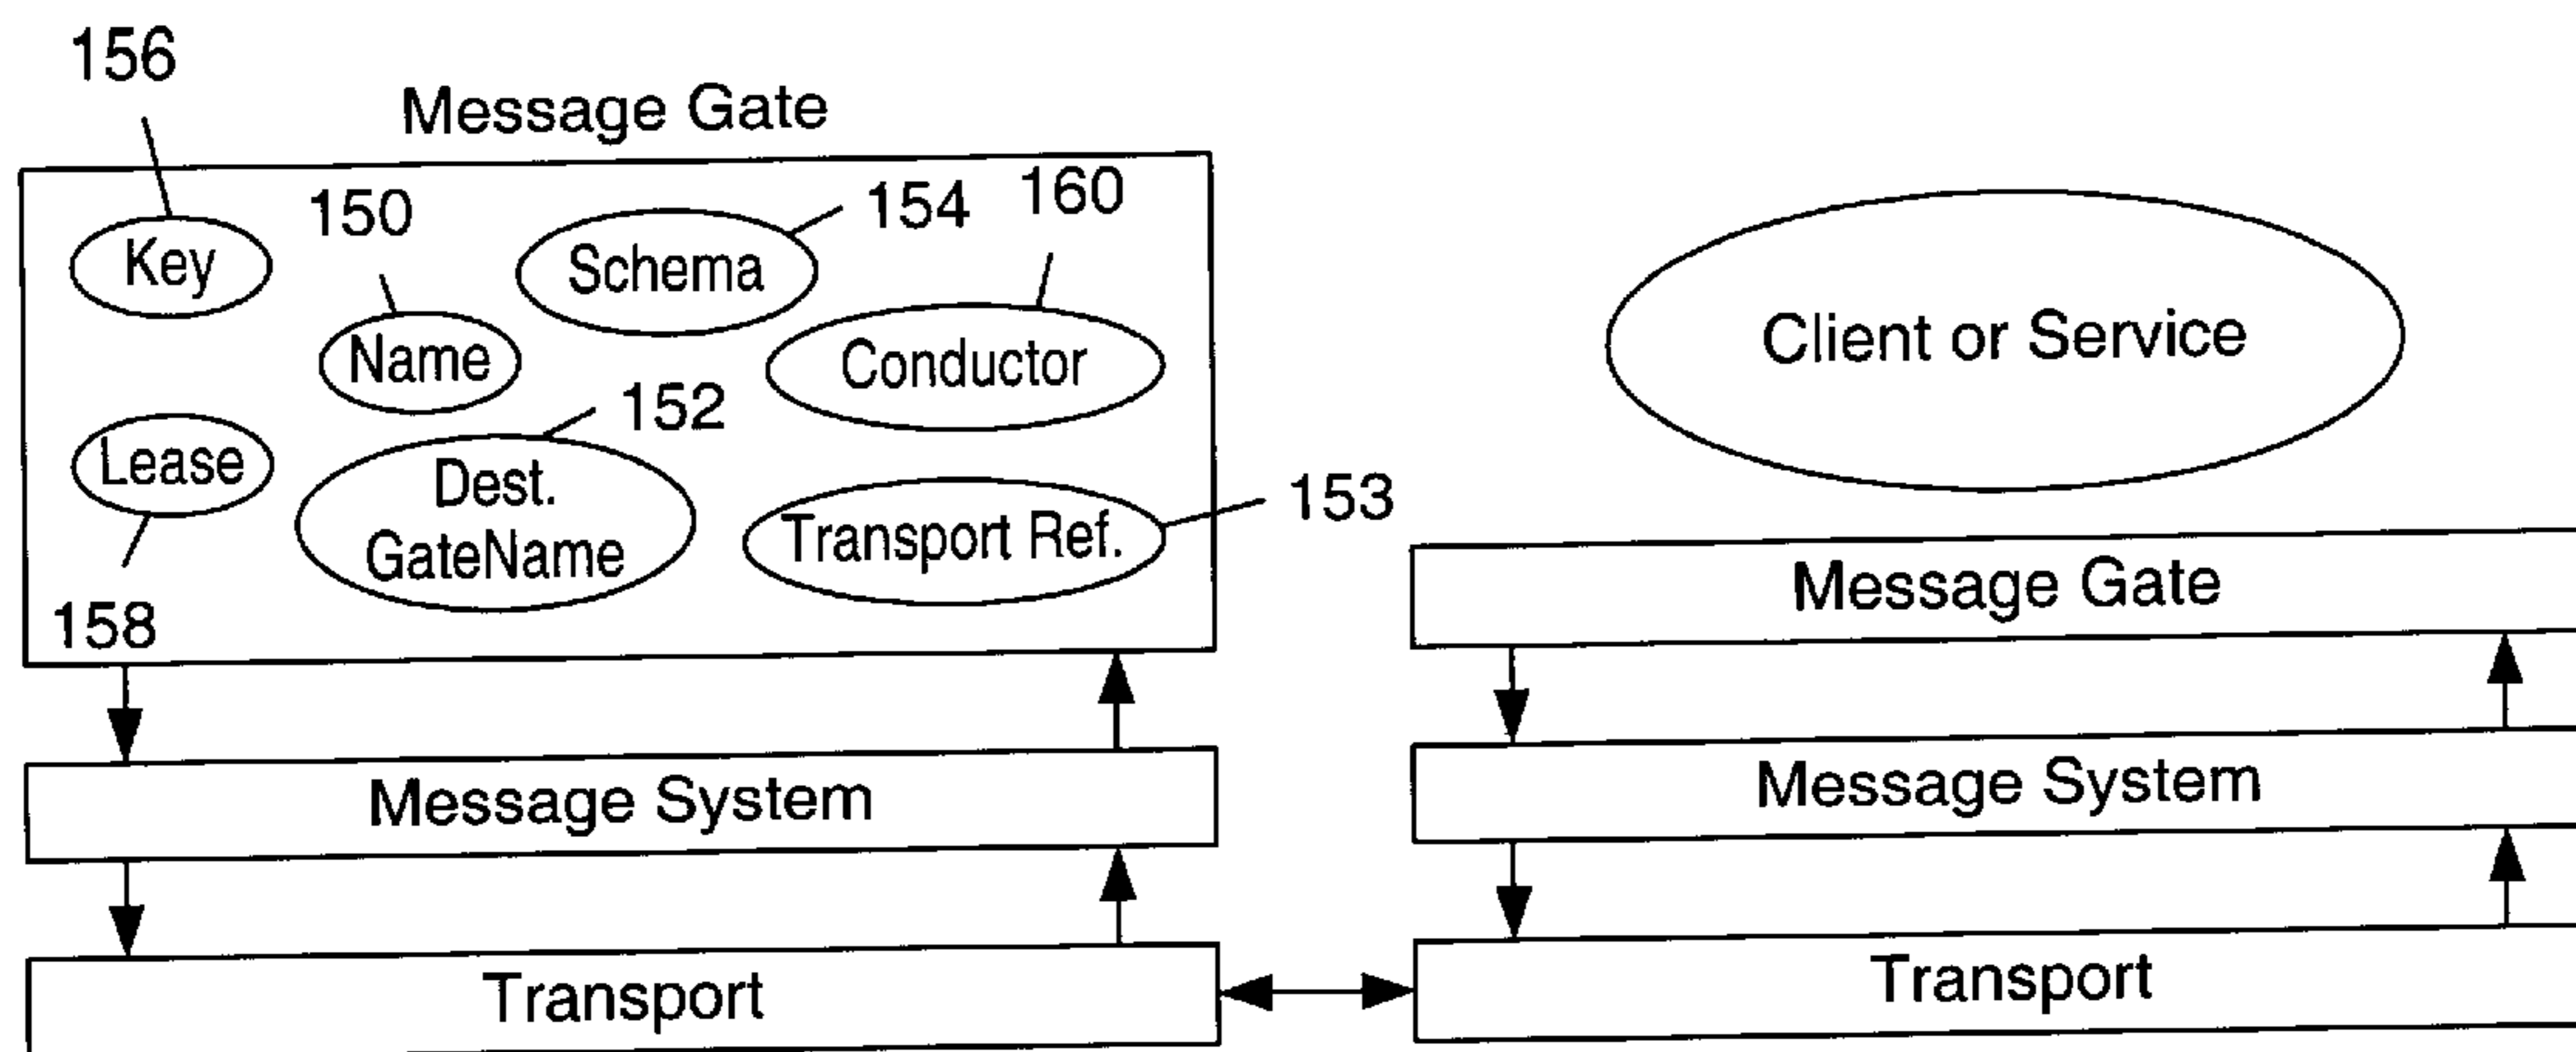 156
Message Gate
150
154
160
Key
Schema
Name
Conductor
Client or Service
152
Lease
Dest.
GateName
Transport Ref.
153
158
Message Gate
Message System
Message System
Transport
Transport